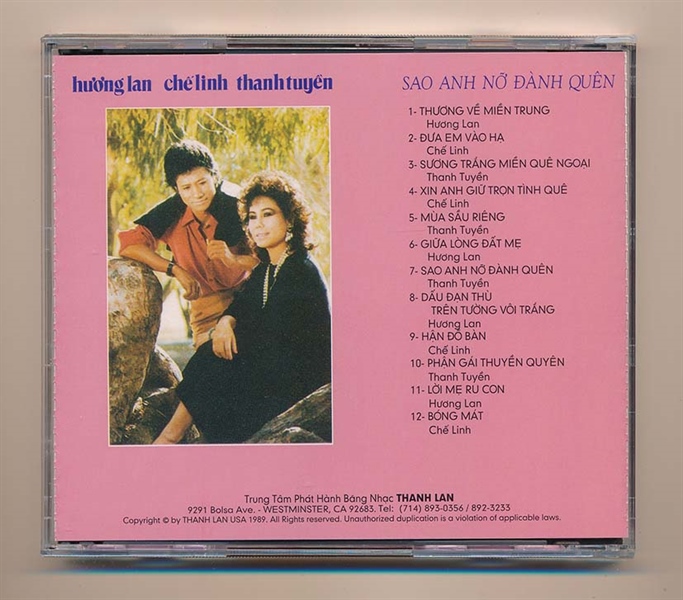 hương lan chế linh thanh tuyền
SAO ANH NỠ ĐÀNH QUÊN
1- THƯƠNG VỀ MIỀN TRUNG
Hương Lan
2- ĐƯA EM VÀO HẠ
Chế Linh
3- SƯƠNG TRẮNG MIỀN QUÊ NGOẠI
Thanh Tuyền
4- XIN ANH GIỮ TRỌN TÌNH QUÊ
Chế Linh
5- MÙA SẦU RIÊNG
Thanh Tuyền
6- GIỮA LÒNG ĐẤT MẸ
Hương Lan
7- SAO ANH NỠ ĐÀNH QUÊN
Thanh Tuyền
8- DẤU ĐẠN THÙ
TRÊN TƯỜNG VÔI TRẮNG
Hương Lan
9- HẬN ĐỒ BÀN
Chế Linh
10- PHẬN GÁI THUYỀN QUYÊN
Thanh Tuyền
11- LỜI MẸ RU CON
Hương Lan
12- BÓNG MÁT
Chế Linh
Trung Tâm Phát Hành Băng Nhạc THANH LAN
9291 Bolsa Ave. - WESTMINSTER, CA 92683. Tel: (714) 893-0356 / 892-3233
Copyright © by THANH LAN USA 1989. All Rights reserved. Unauthorized duplication is a violation of applicable laws.